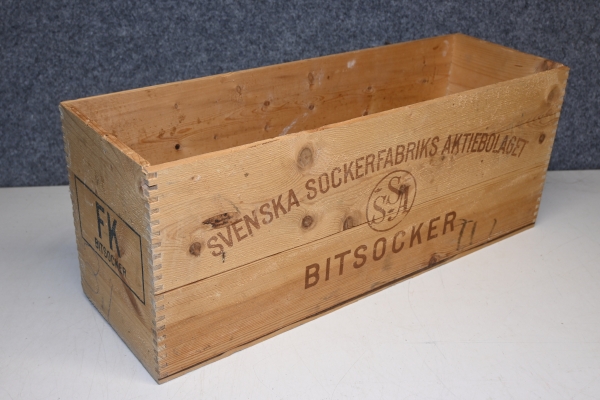 FK
BITSOCKER
SVENSKA SOCKERFABRIKS AKTIEBOLAGET
SSA
BITSOCKER